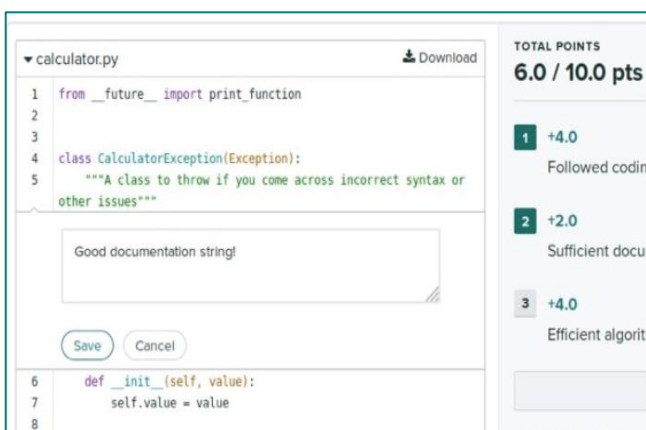 calculator.py
Download
1 from __future__ import print_function
2
3
4 class CalculatorException(Exception):
5 """A class to throw if you come across incorrect syntax or
other issues"""
Good documentation string!
Save Cancel
6 def __init__(self, value):
7 self.value = value
8
TOTAL POINTS
6.0 / 10.0 pts
1 +4.0
Followed codin
2 +2.0
Sufficient docu
3 +4.0
Efficient algorit